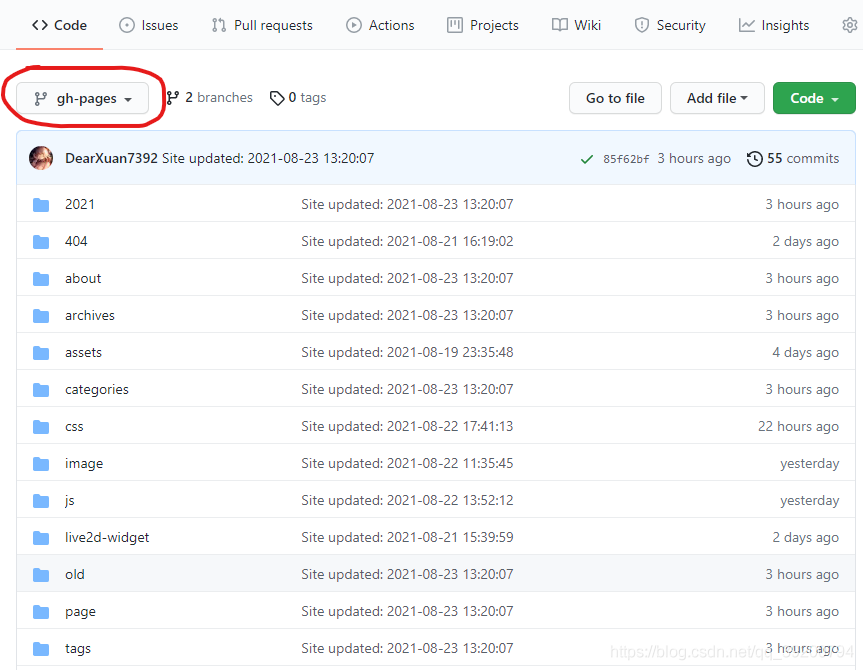 Code Issues Pull requests Actions Projects Wiki Security Insights
gh-pages 2 branches 0 tags Go to file Add file Code
DearXuan7392 Site updated: 2021-08-23 13:20:07 85f62bf 3 hours ago 55 commits
2021 Site updated: 2021-08-23 13:20:07 3 hours ago
404 Site updated: 2021-08-21 16:19:02 2 days ago
about Site updated: 2021-08-23 13:20:07 3 hours ago
archives Site updated: 2021-08-23 13:20:07 3 hours ago
assets Site updated: 2021-08-19 23:35:48 4 days ago
categories Site updated: 2021-08-23 13:20:07 3 hours ago
css Site updated: 2021-08-22 17:41:13 22 hours ago
image Site updated: 2021-08-22 11:35:45 yesterday
js Site updated: 2021-08-22 13:52:12 yesterday
live2d-widget Site updated: 2021-08-21 15:39:59 2 days ago
old Site updated: 2021-08-23 13:20:07 3 hours ago
page Site updated: 2021-08-23 13:20:07 3 hours ago
tags Site updated: 2021-08-23 13:20:07 3 hours ago